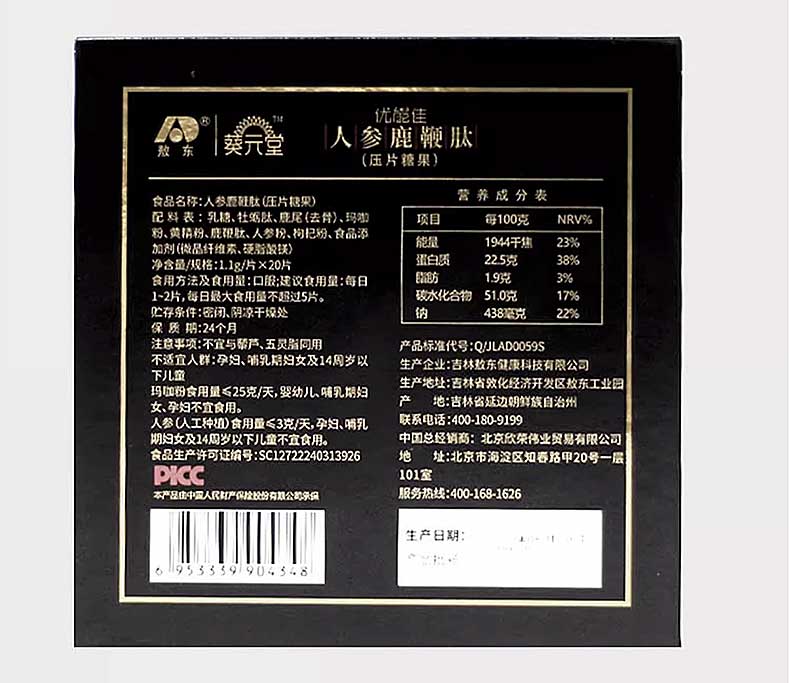 敖东
®
葵元堂
TM
优能佳
人参鹿鞭肽
(压片糖果)
食品名称:人参鹿鞭肽(压片糖果)
配料表:乳糖、牡蛎肽、鹿尾(去骨)、玛咖
粉、黄精粉、鹿鞭肽、人参粉、枸杞粉、食品添
加剂(微晶纤维素、硬脂酸镁)
净含量/规格:1.1g/片×20片
食用方法及食用量:口服;建议食用量:每日
1~2片,每日最大食用量不超过5片。
贮存条件:密闭、阴凉干燥处
保质期:24个月
注意事项:不宜与藜芦、五灵脂同用
不适宜人群:孕妇、哺乳期妇女及14周岁以
下儿童
玛咖粉食用量≤25克/天,婴幼儿、哺乳期妇
女、孕妇不宜食用。
人参(人工种植)食用量≤3克/天,孕妇、哺乳
期妇女及14周岁以下儿童不宜食用。
食品生产许可证编号:SC12722240313926
PICC
本产品由中国人民财产保险股份有限公司承保
6 953339 904348
营养成分表
项目 每100克 NRV%
能量 1944千焦 23%
蛋白质 22.5克 38%
脂肪 1.9克 3%
碳水化合物 51.0克 17%
钠 438毫克 22%
产品标准代号:Q/JLAD0059S
生产企业:吉林敖东健康科技有限公司
生产地址:吉林省敦化经济开发区敖东工业园
产地:吉林省延边朝鲜族自治州
联系电话:400-180-9199
中国总经销商:北京欣荣伟业贸易有限公司
地址:北京市海淀区知春路甲20号一层
101室
服务热线:400-168-1626
生产日期: